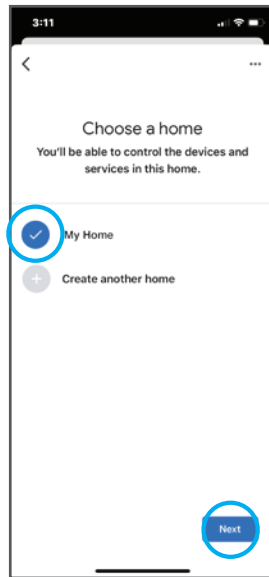 3:11
Choose a home
You'll be able to control the devices and
services in this home.
My Home
Create another home
Next